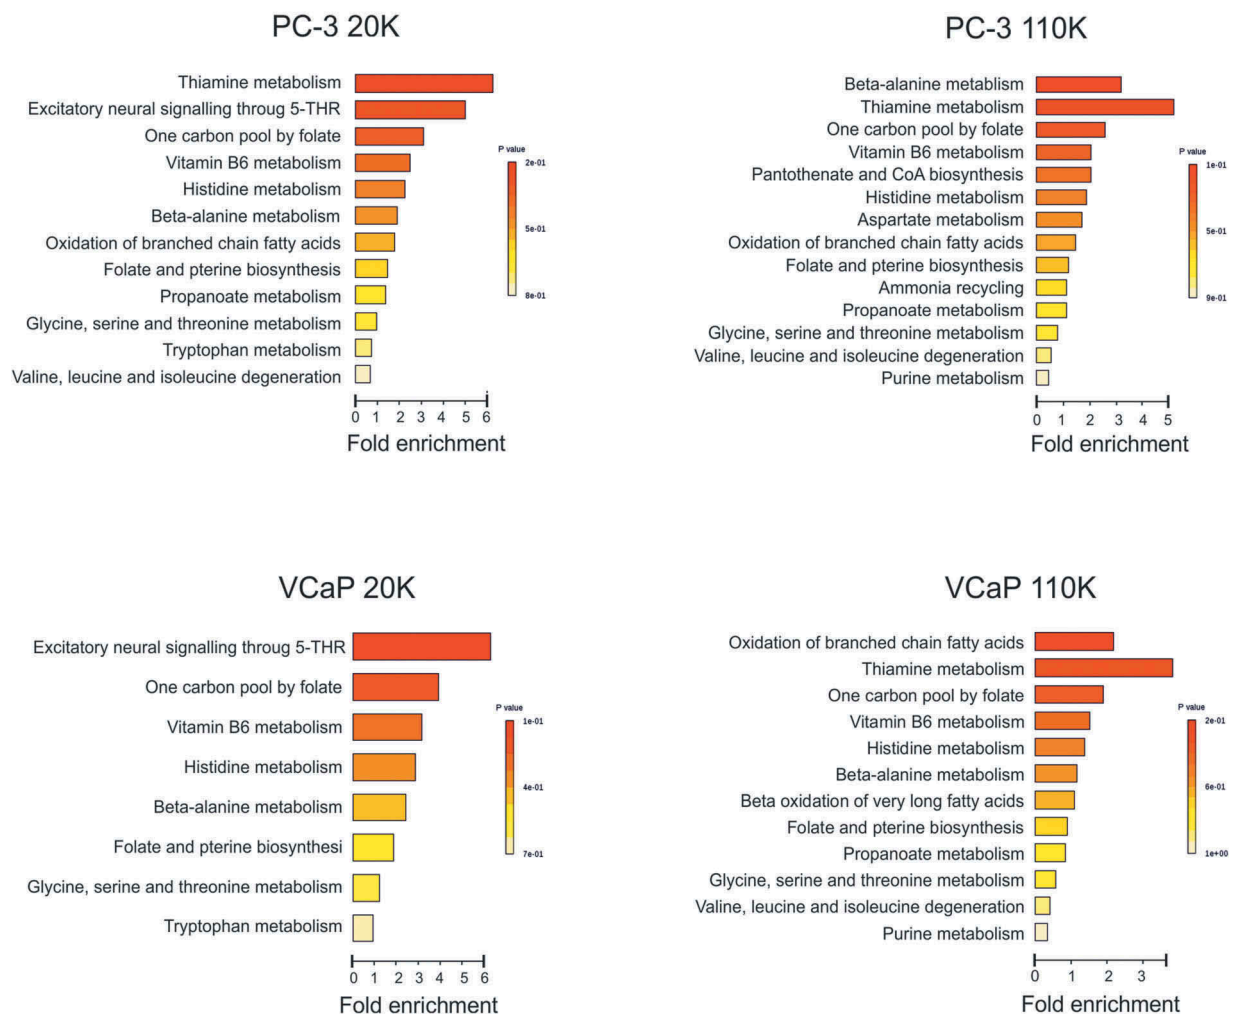 PC-3 20K
Thiamine metabolism
Excitatory neural signalling throug 5-THR
One carbon pool by folate
Vitamin B6 metabolism
Histidine metabolism
Beta-alanine metabolism
Oxidation of branched chain fatty acids
Folate and pterine biosynthesis
Propanoate metabolism
Glycine, serine and threonine metabolism
Tryptophan metabolism
Valine, leucine and isoleucine degeneration
0 1 2 3 4 5 6
Fold enrichment
P value
2e-01
5e-01
8e-01
PC-3 110K
Beta-alanine metablism
Thiamine metabolism
One carbon pool by folate
Vitamin B6 metabolism
Pantothenate and CoA biosynthesis
Histidine metabolism
Aspartate metabolism
Oxidation of branched chain fatty acids
Folate and pterine biosynthesis
Ammonia recycling
Propanoate metabolism
Glycine, serine and threonine metabolism
Valine, leucine and isoleucine degeneration
Purine metabolism
0 1 2 3 4 5
Fold enrichment
P value
1e-01
5e-01
9e-01
VCaP 20K
Excitatory neural signalling throug 5-THR
One carbon pool by folate
Vitamin B6 metabolism
Histidine metabolism
Beta-alanine metabolism
Folate and pterine biosynthesi
Glycine, serine and threonine metabolism
Tryptophan metabolism
0 1 2 3 4 5 6
Fold enrichment
P value
1e-01
4e-01
7e-01
VCaP 110K
Oxidation of branched chain fatty acids
Thiamine metabolism
One carbon pool by folate
Vitamin B6 metabolism
Histidine metabolism
Beta-alanine metabolism
Beta oxidation of very long fatty acids
Folate and pterine biosynthesis
Propanoate metabolism
Glycine, serine and threonine metabolism
Valine, leucine and isoleucine degeneration
Purine metabolism
0 1 2 3
Fold enrichment
P value
2e-01
6e-01
1e+00